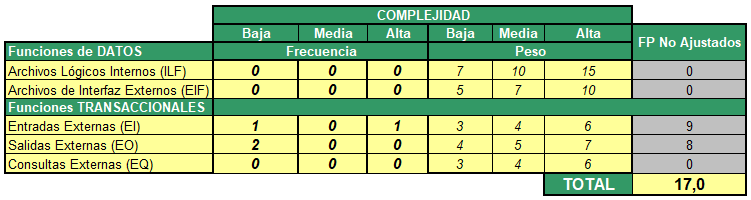 COMPLEJIDAD
Baja Media Alta Baja Media Alta FP No Ajustados
Funciones de DATOS Frecuencia Peso
Archivos Lógicos Internos (ILF) 0 0 0 7 10 15 0
Archivos de Interfaz Externos (EIF) 0 0 0 5 7 10 0
Funciones TRANSACCIONALES
Entradas Externas (EI) 1 0 1 3 4 6 9
Salidas Externas (EO) 2 0 0 4 5 7 8
Consultas Externas (EQ) 0 0 0 3 4 6 0
TOTAL 17,0